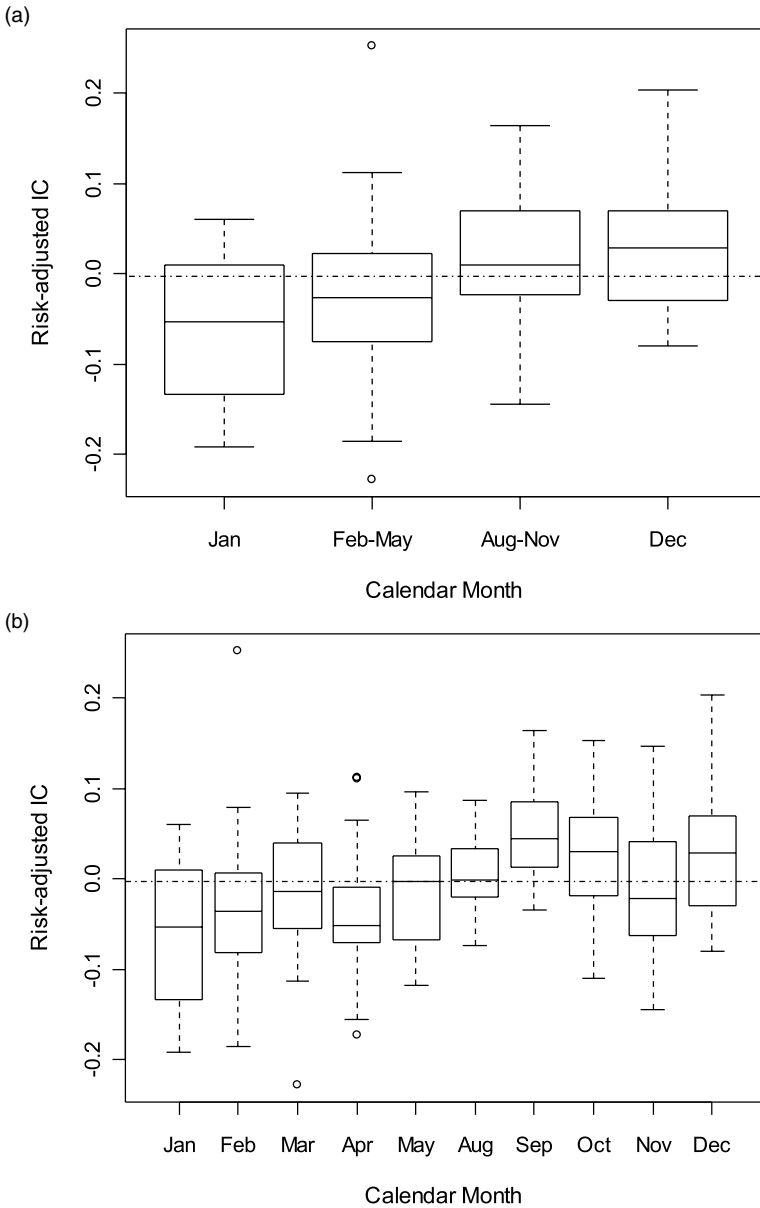 (a)
Risk-adjusted IC
0.2
0.1
0.0
-0.1
-0.2
Jan Feb-May Aug-Nov Dec
Calendar Month
(b)
Risk-adjusted IC
0.2
0.1
0.0
-0.1
-0.2
Jan Feb Mar Apr May Aug Sep Oct Nov Dec
Calendar Month